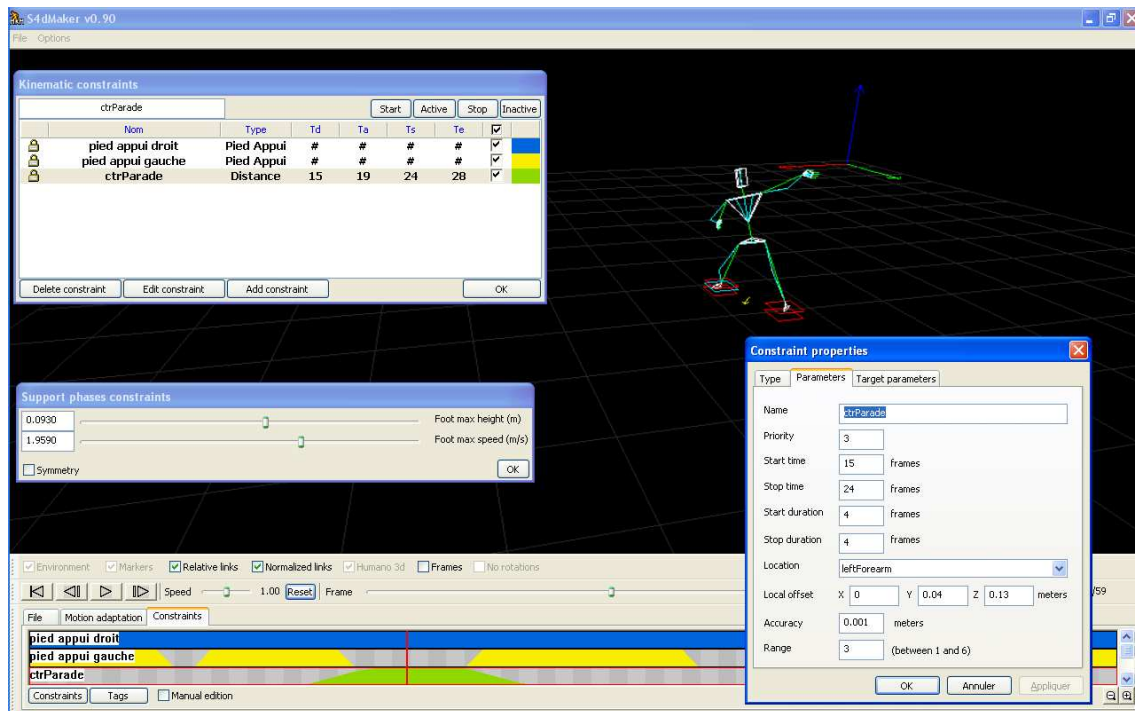 S4dMaker v0.90
File Options
Kinematic constraints
ctrParade Start Active Stop Inactive
Nom Type Td Ta Ts Te
pied appui droit Pied Appui # # # #
pied appui gauche Pied Appui # # # #
ctrParade Distance 15 19 24 28
Delete constraint Edit constraint Add constraint OK
Support phases constraints
0.0930 Foot max height (m)
1.9590 Foot max speed (m/s)
Symmetry OK
Constraint properties
Type Parameters Target parameters
Name ctrParade
Priority 3
Start time 15 frames
Stop time 24 frames
Start duration 4 frames
Stop duration 4 frames
Location leftForearm
Local offset X 0 Y 0.04 Z 0.13 meters
Accuracy 0.001 meters
Range 3 (between 1 and 6)
OK Annuler Appliquer
Environment Markers Relative links Normalized links Humano 3d Frames No rotations
Speed 1.00 Reset Frame /59
File Motion adaptation Constraints
pied appui droit
pied appui gauche
ctrParade
Constraints Tags Manual edition